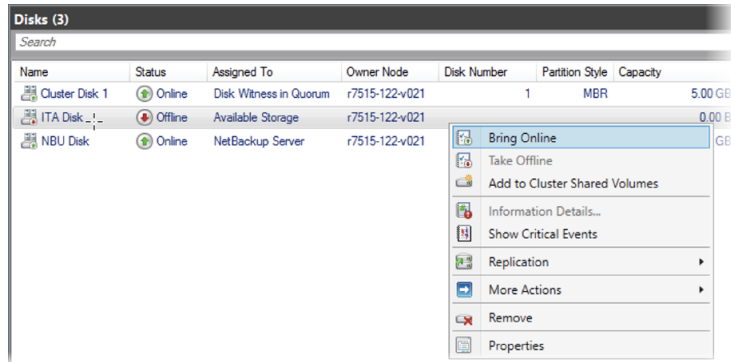 Disks (3)
Search
Name Status Assigned To Owner Node Disk Number Partition Style Capacity
Cluster Disk 1 Online Disk Witness in Quorum r7515-122-v021 1 MBR 5.00 GB
ITA Disk Offline Available Storage r7515-122-v021 0.00 B
NBU Disk Online NetBackup Server r7515-122-v021 GB
Bring Online
Take Offline
Add to Cluster Shared Volumes
Information Details...
Show Critical Events
Replication
More Actions
Remove
Properties